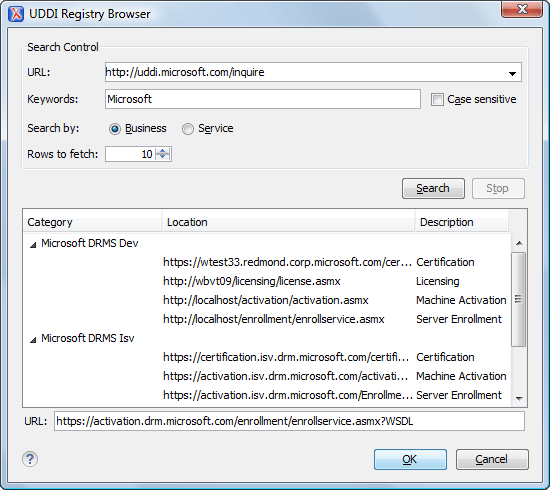 UDDI Registry Browser
Search Control
URL: http://uddi.microsoft.com/inquire
Keywords: Microsoft Case sensitive
Search by: Business Service
Rows to fetch: 10
Search Stop
Category Location Description
Microsoft DRMS Dev
https://wtest33.redmond.corp.microsoft.com/cer... Certification
http://wbvt09/licensing/license.asmx Licensing
http://localhost/activation/activation.asmx Machine Activation
http://localhost/enrollment/enrollservice.asmx Server Enrollment
Microsoft DRMS Isv
https://certification.isv.drm.microsoft.com/certifi... Certification
https://activation.isv.drm.microsoft.com/activati... Machine Activation
https://activation.isv.drm.microsoft.com/Enrollme... Server Enrollment
URL: https://activation.drm.microsoft.com/enrollment/enrollservice.asmx?WSDL
? OK Cancel